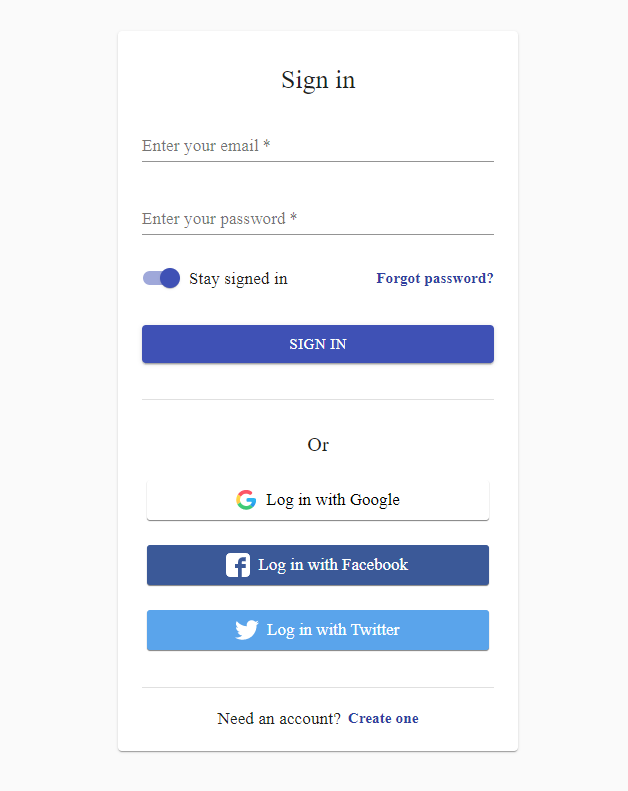 Sign in
Enter your email *
Enter your password *
Stay signed in Forgot password?
SIGN IN
Or
Log in with Google
Log in with Facebook
Log in with Twitter
Need an account? Create one